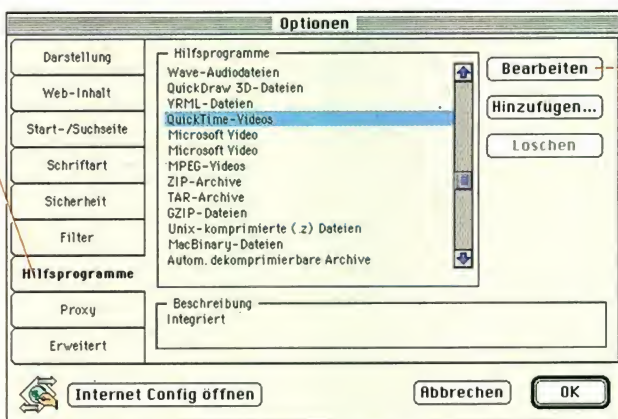 Optionen
Darstellung
Web-Inhalt
Start-/Suchseite
Schriftart
Sicherheit
Filter
Hilfsprogramme
Proxy
Erweitert
Hilfsprogramme
Wave-Audiodateien
QuickDraw 3D-Dateien
VRML-Dateien
QuickTime-Videos
Microsoft Video
Microsoft Video
MPEG-Videos
ZIP-Archive
TAR-Archive
GZIP-Dateien
Unix-komprimierte (.z) Dateien
MacBinary-Dateien
Autom. dekomprimierbare Archive
Bearbeiten
Hinzufugen...
Loschen
Beschreibung
Integriert
Internet Config öffnen
Abbrechen
OK